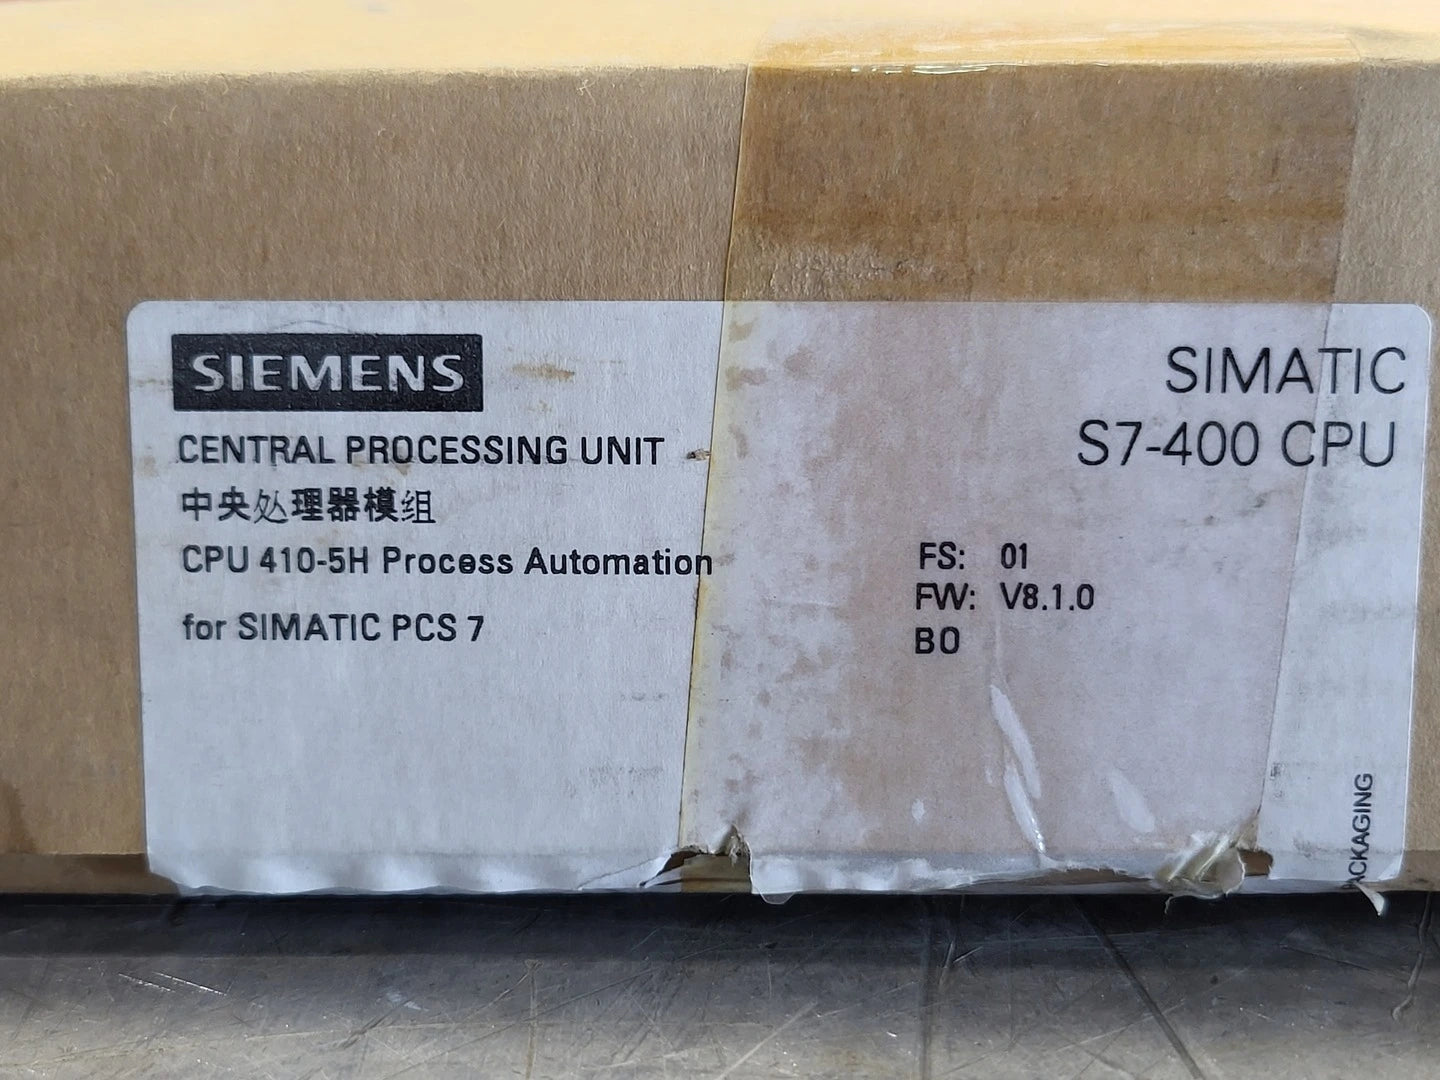 SIEMENS
CENTRAL PROCESSING UNIT
中央处理器模组
CPU 410-5H Process Automation
for SIMATIC PCS 7
SIMATIC
S7-400 CPU
FS: 01
FW: V8.1.0
BO
PACKAGING